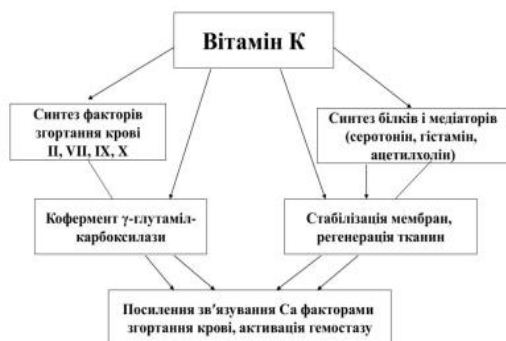 Вітамін К
Синтез факторів
згортання крові
II, VII, IX, X
Синтез білків і медіаторів
(серотонін, гістамін,
ацетилхолін)
Кофермент γ-глутаміл-
карбоксилази
Стабілізація мембран,
регенерація тканин
Посилення зв'язування Са факторами
згортання крові, активація гемостазу